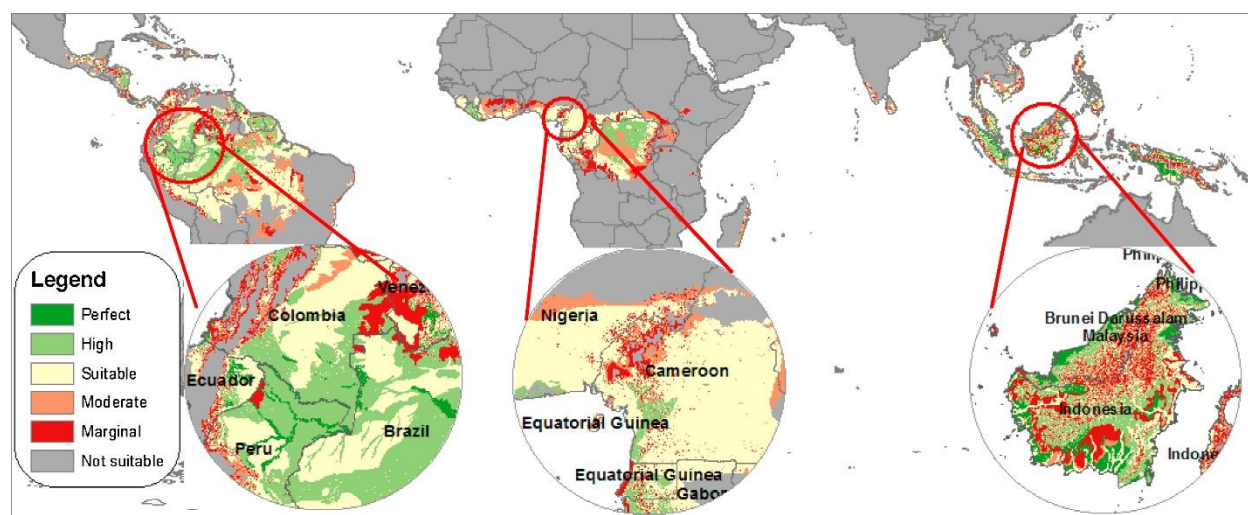 Legend
Perfect
High
Suitable
Moderate
Marginal
Not suitable
Venez
Colombia
Ecuador
Peru
Brazil
Nigeria
Cameroon
Equatorial Guinea
Equatorial Guinea
Gabon
Philip
Philipp
Brunei Darussalam
Malaysia
Indonesia
Indone